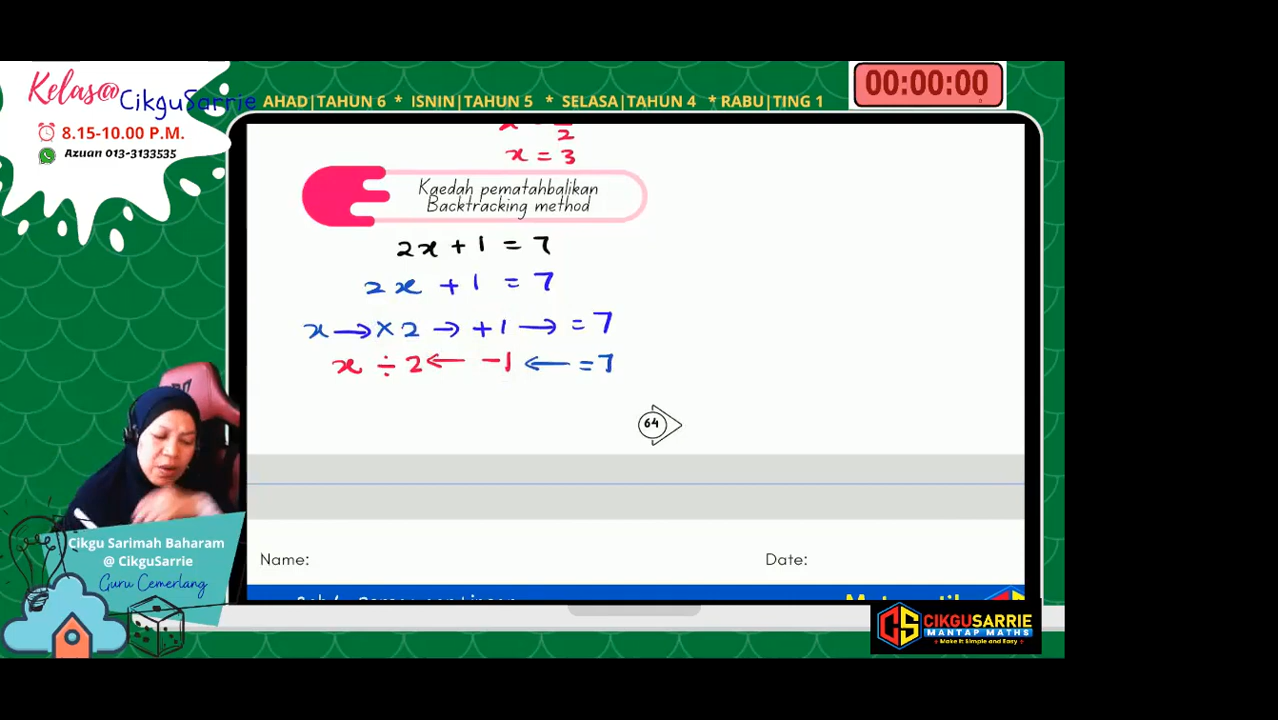 Kelas@CikguSarrie
8.15-10.00 P.M.
Azuan 013-3133535
AHAD|TAHUN 6 * ISNIN|TAHUN 5 * SELASA|TAHUN 4 * RABU|TING 1
00:00:00
2
x = 3
Kaedah pematahbalikan
Backtracking method
2x + 1 = 7
2x + 1 = 7
x → × 2 → + 1 → = 7
x ÷ 2 ← - 1 ← = 7
64
Name:
Date:
Cikgu Sarimah Baharam
@ CikguSarrie
Guru Cemerlang
CS CIKGUSARRIE
MANTAP MATHS
• Make It Simple and Easy •